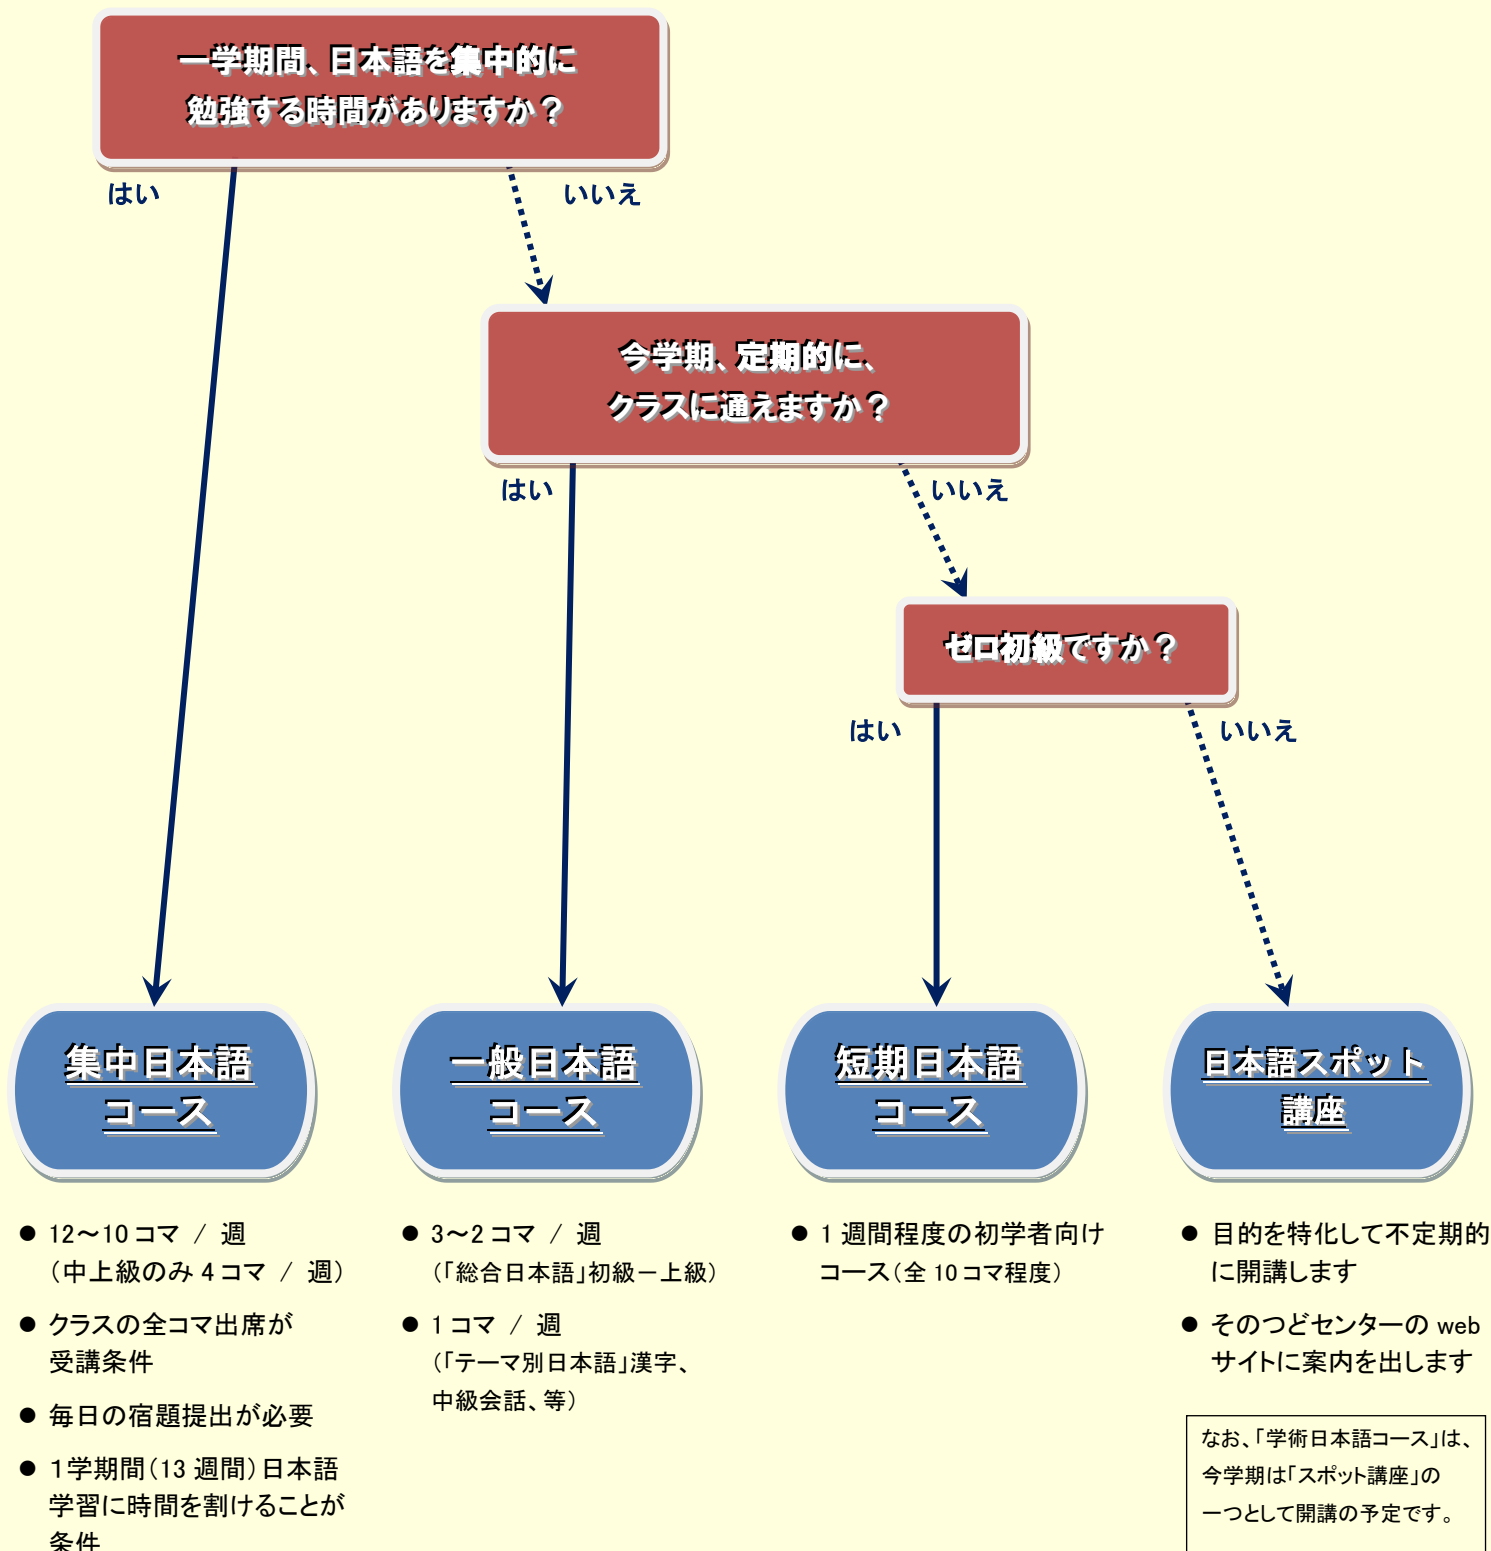 一学期間、日本語を集中的に
勉強する時間がありますか？
はい
いいえ
今学期、定期的に、
クラスに通えますか？
はい
いいえ
ゼロ初級ですか？
はい
いいえ
集中日本語
コース
一般日本語
コース
短期日本語
コース
日本語スポット
講座
● 12～10コマ / 週
（中上級のみ 4コマ / 週）
● クラスの全コマ出席が
受講条件
● 毎日の宿題提出が必要
● 1学期間（13 週間）日本語
学習に時間を割けることが
条件
● 3～2コマ / 週
（「総合日本語」初級－上級）
● 1コマ / 週
（「テーマ別日本語」漢字、
中級会話、等）
● 1 週間程度の初学者向け
コース（全 10コマ程度）
● 目的を特化して不定期的
に開講します
● そのつどセンターの web
サイトに案内を出します
なお、「学術日本語コース」は、
今学期は「スポット講座」の
一つとして開講の予定です。